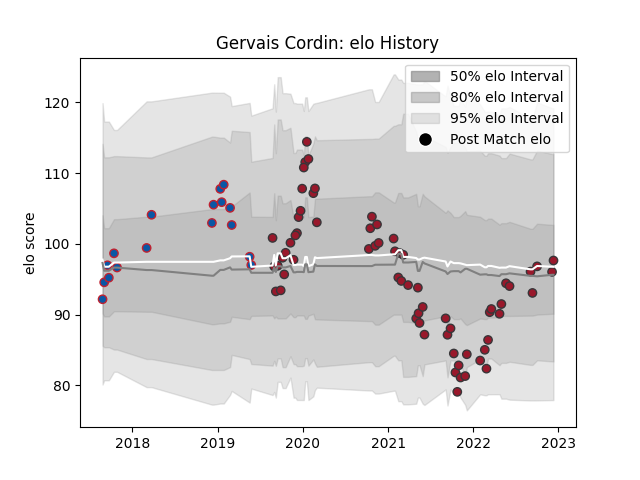 Gervais Cordin: elo History
50% elo Interval
80% elo Interval
95% elo Interval
Post Match elo
elo score
120
110
100
90
80
2018
2019
2020
2021
2022
2023